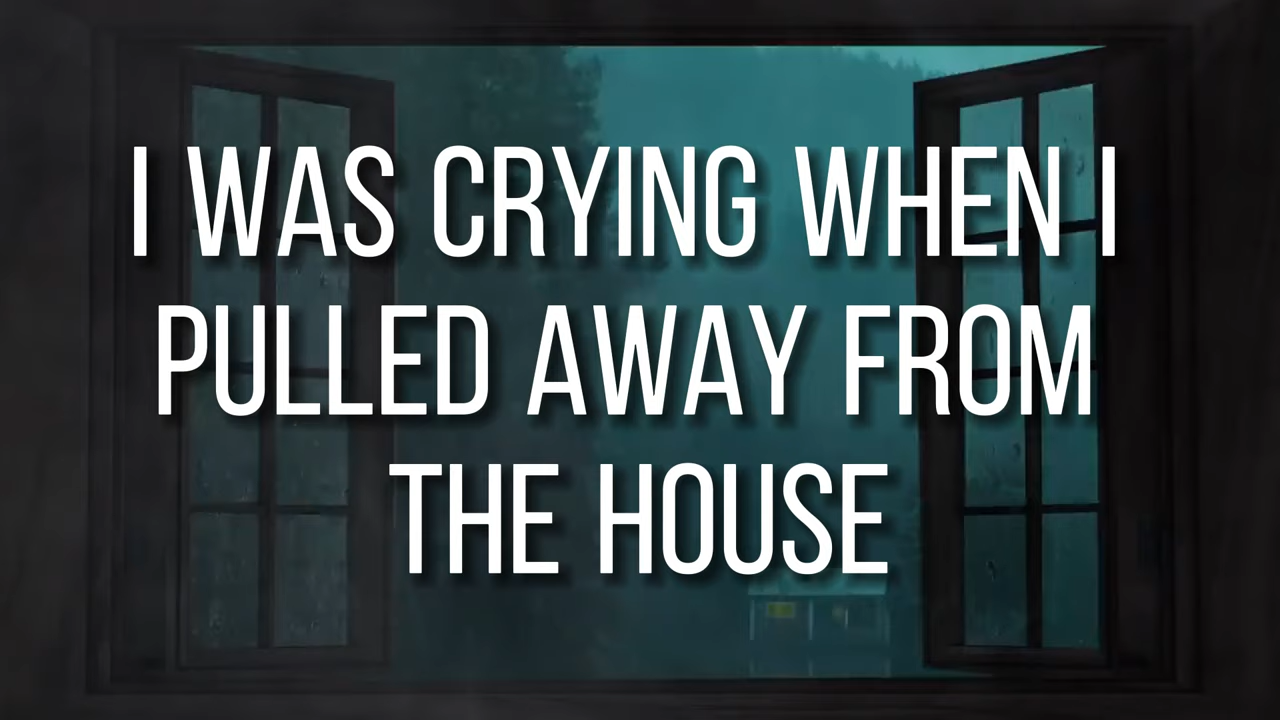 I WAS CRYING WHEN I
PULLED AWAY FROM
THE HOUSE